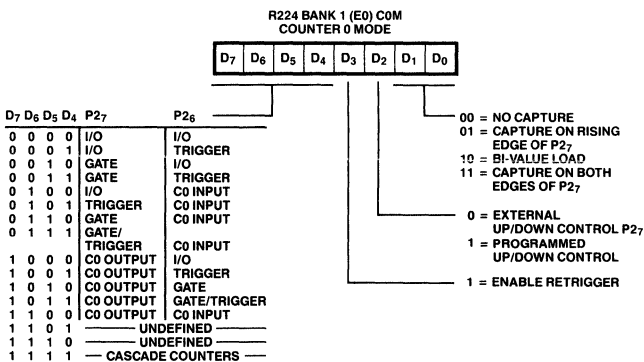 R224 BANK 1 (E0) C0M
COUNTER 0 MODE
D7 D6 D5 D4 D3 D2 D1 D0
D7 D6 D5 D4 P27 P26
0 0 0 0 I/O I/O
0 0 0 1 I/O TRIGGER
0 0 1 0 GATE I/O
0 0 1 1 GATE TRIGGER
0 1 0 0 I/O C0 INPUT
0 1 0 1 TRIGGER C0 INPUT
0 1 1 0 GATE C0 INPUT
0 1 1 1 GATE/
TRIGGER C0 INPUT
1 0 0 0 C0 OUTPUT I/O
1 0 0 1 C0 OUTPUT TRIGGER
1 0 1 0 C0 OUTPUT GATE
1 0 1 1 C0 OUTPUT GATE/TRIGGER
1 1 0 0 C0 OUTPUT C0 INPUT
1 1 0 1 UNDEFINED
1 1 1 0 UNDEFINED
1 1 1 1 CASCADE COUNTERS
00 = NO CAPTURE
01 = CAPTURE ON RISING
EDGE OF P27
10 = BI-VALUE LOAD
11 = CAPTURE ON BOTH
EDGES OF P27
0 = EXTERNAL
UP/DOWN CONTROL P27
1 = PROGRAMMED
UP/DOWN CONTROL
1 = ENABLE RETRIGGER